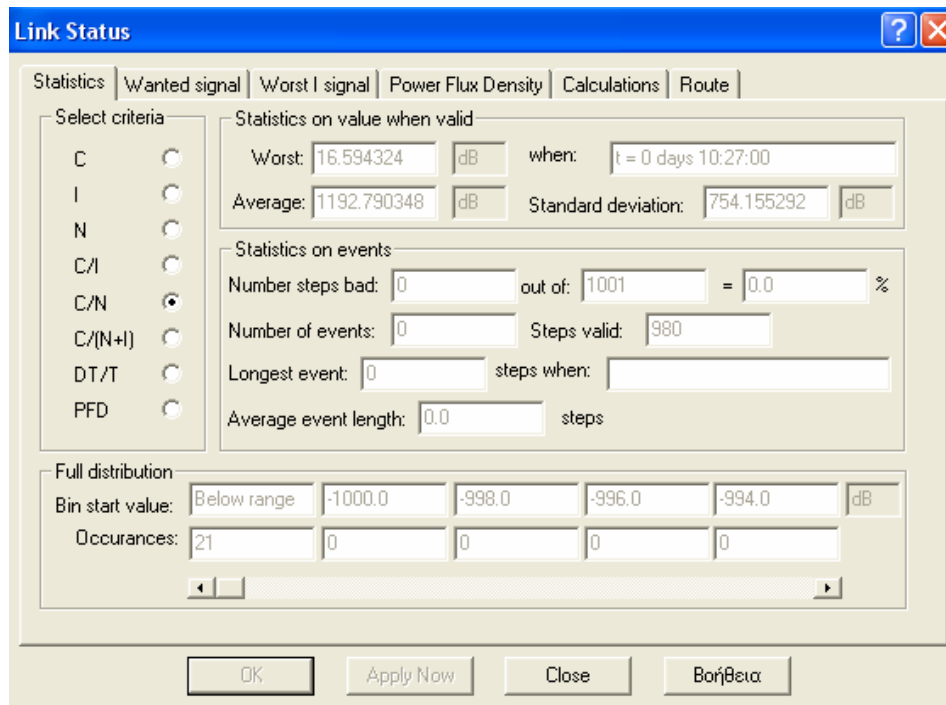 Link Status
Statistics Wanted signal Worst I signal Power Flux Density Calculations Route
Select criteria
C
I
N
C/I
C/N
C/(N+I)
DT/T
PFD
Statistics on value when valid
Worst: 16.594324 dB when: t = 0 days 10:27:00
Average: 1192.790348 dB Standard deviation: 754.155292 dB
Statistics on events
Number steps bad: 0 out of: 1001 = 0.0 %
Number of events: 0 Steps valid: 980
Longest event: 0 steps when:
Average event length: 0.0 steps
Full distribution
Bin start value: Below range -1000.0 -998.0 -996.0 -994.0 dB
Occurances: 21 0 0 0 0
OK Apply Now Close Βοήθεια